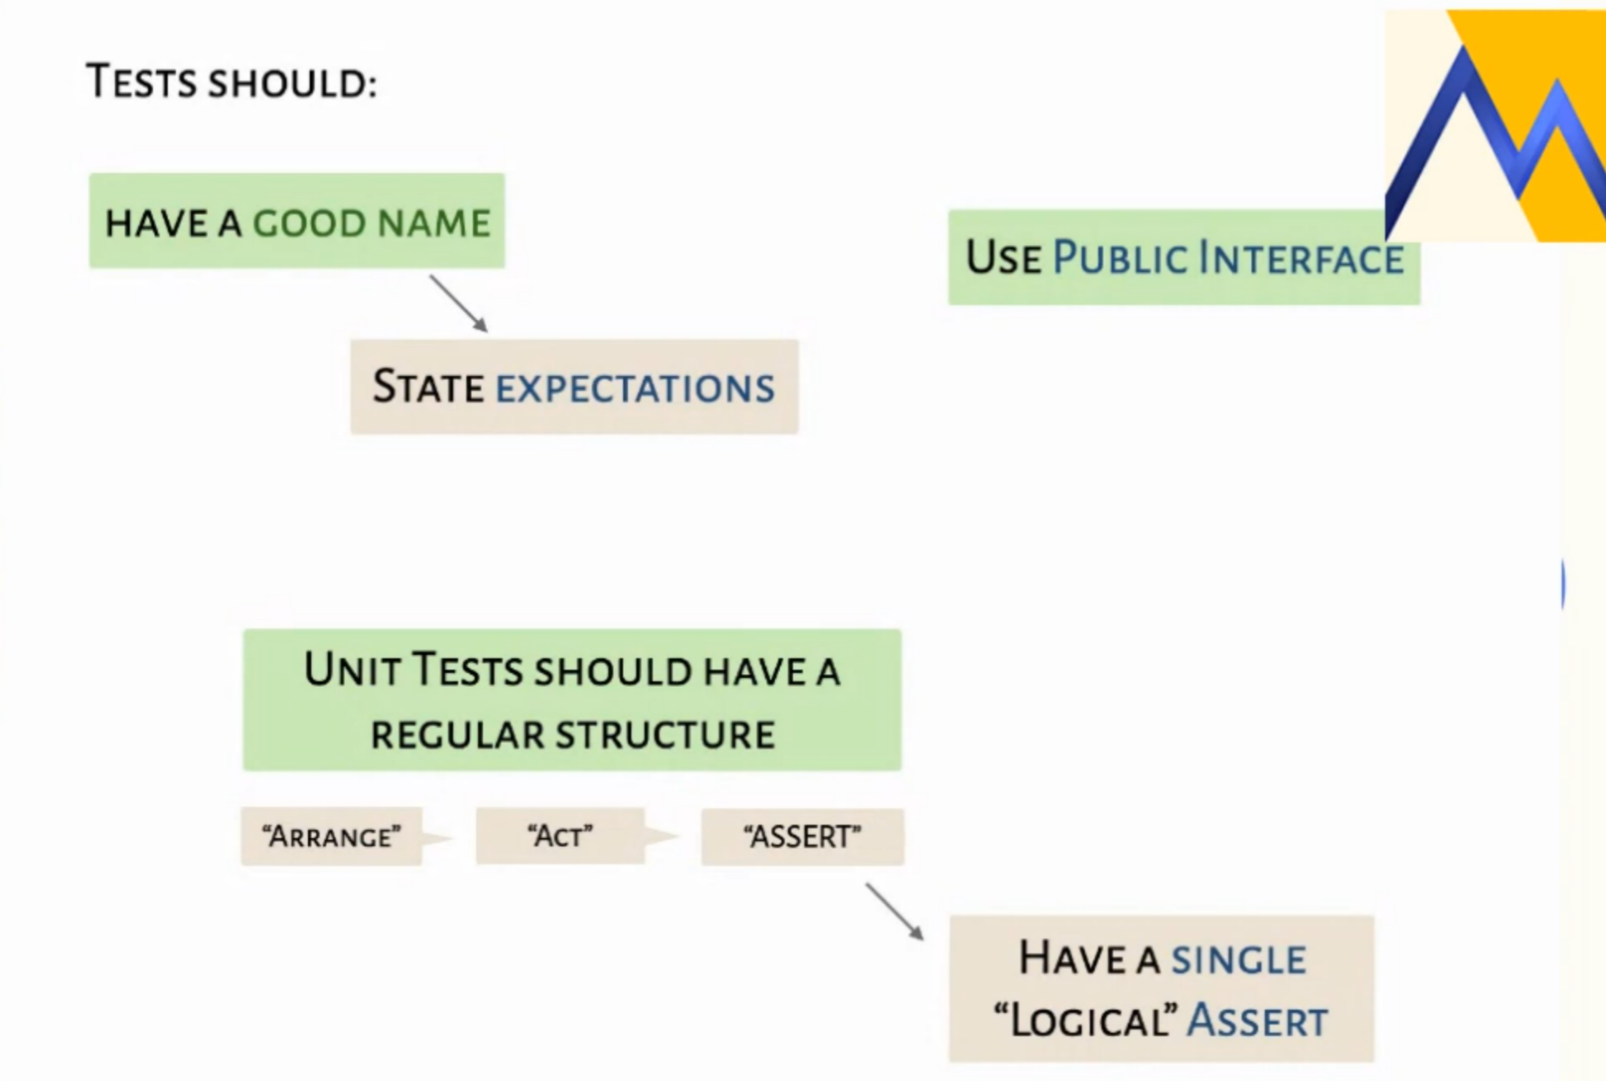 Tests should:
have a good name
Use Public Interface
State expectations
Unit Tests should have a
regular structure
“Arrange”
“Act”
“assert”
Have a single
“Logical” Assert